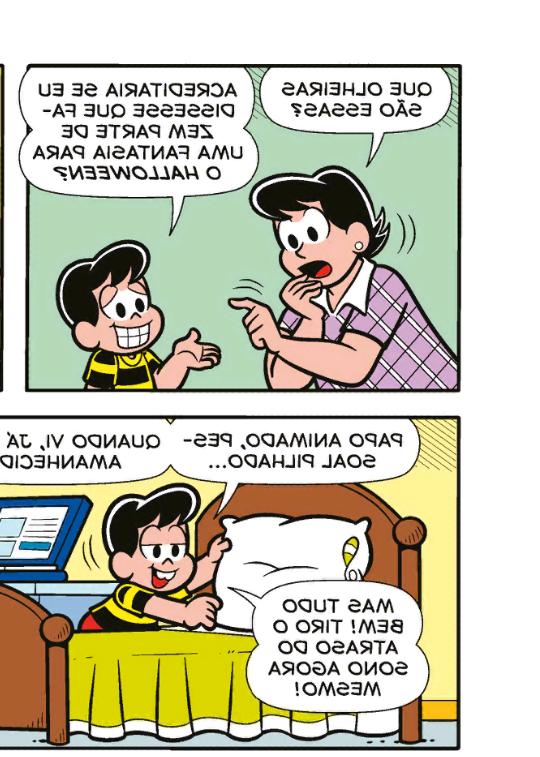 QUE OLHEIRAS
SÃO ESSAS?
ACREDITARIA SE EU
DISSESSE QUE FA-
ZEM PARTE DE
UMA FANTASIA PARA
O HALLOWEEN?
PAPO ANIMADO, PES-
SOAL PILHADO...
QUANDO VI, JÁ
AMANHECID
MAS TUDO
BEM! TIRO O
ATRASO DO
SONO AGORA
MESMO!